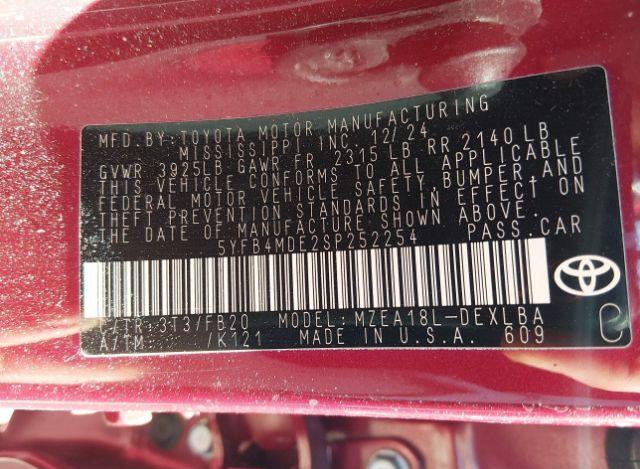 MFD.BY:TOYOTA MOTOR MANUFACTURING
MISSISSIPPI INC. 12/24
GVWR 3925LB GAWR FR 2315 LB RR 2140 LB
THIS VEHICLE CONFORMS TO ALL APPLICABLE
FEDERAL MOTOR VEHICLE SAFETY, BUMPER, AND
THEFT PREVENTION STANDARDS IN EFFECT ON
THE DATE OF MANUFACTURE SHOWN ABOVE.
5YFB4MDE2SP252254 PASS.CAR
C/TR:3T3/FB20 MODEL:MZEA18L-DEXLBA
A/TM /K121 MADE IN U.S.A. 609
C